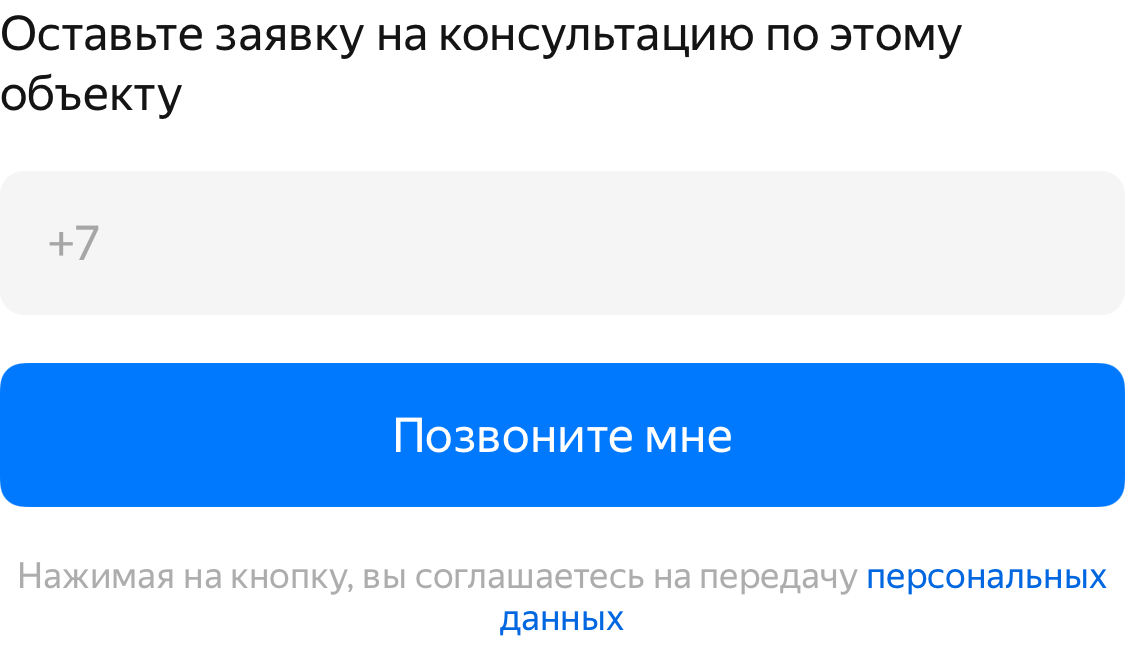 Оставьте заявку на консультацию по этому
объекту
+7
Позвоните мне
Нажимая на кнопку, вы соглашаетесь на передачу персональных
данных